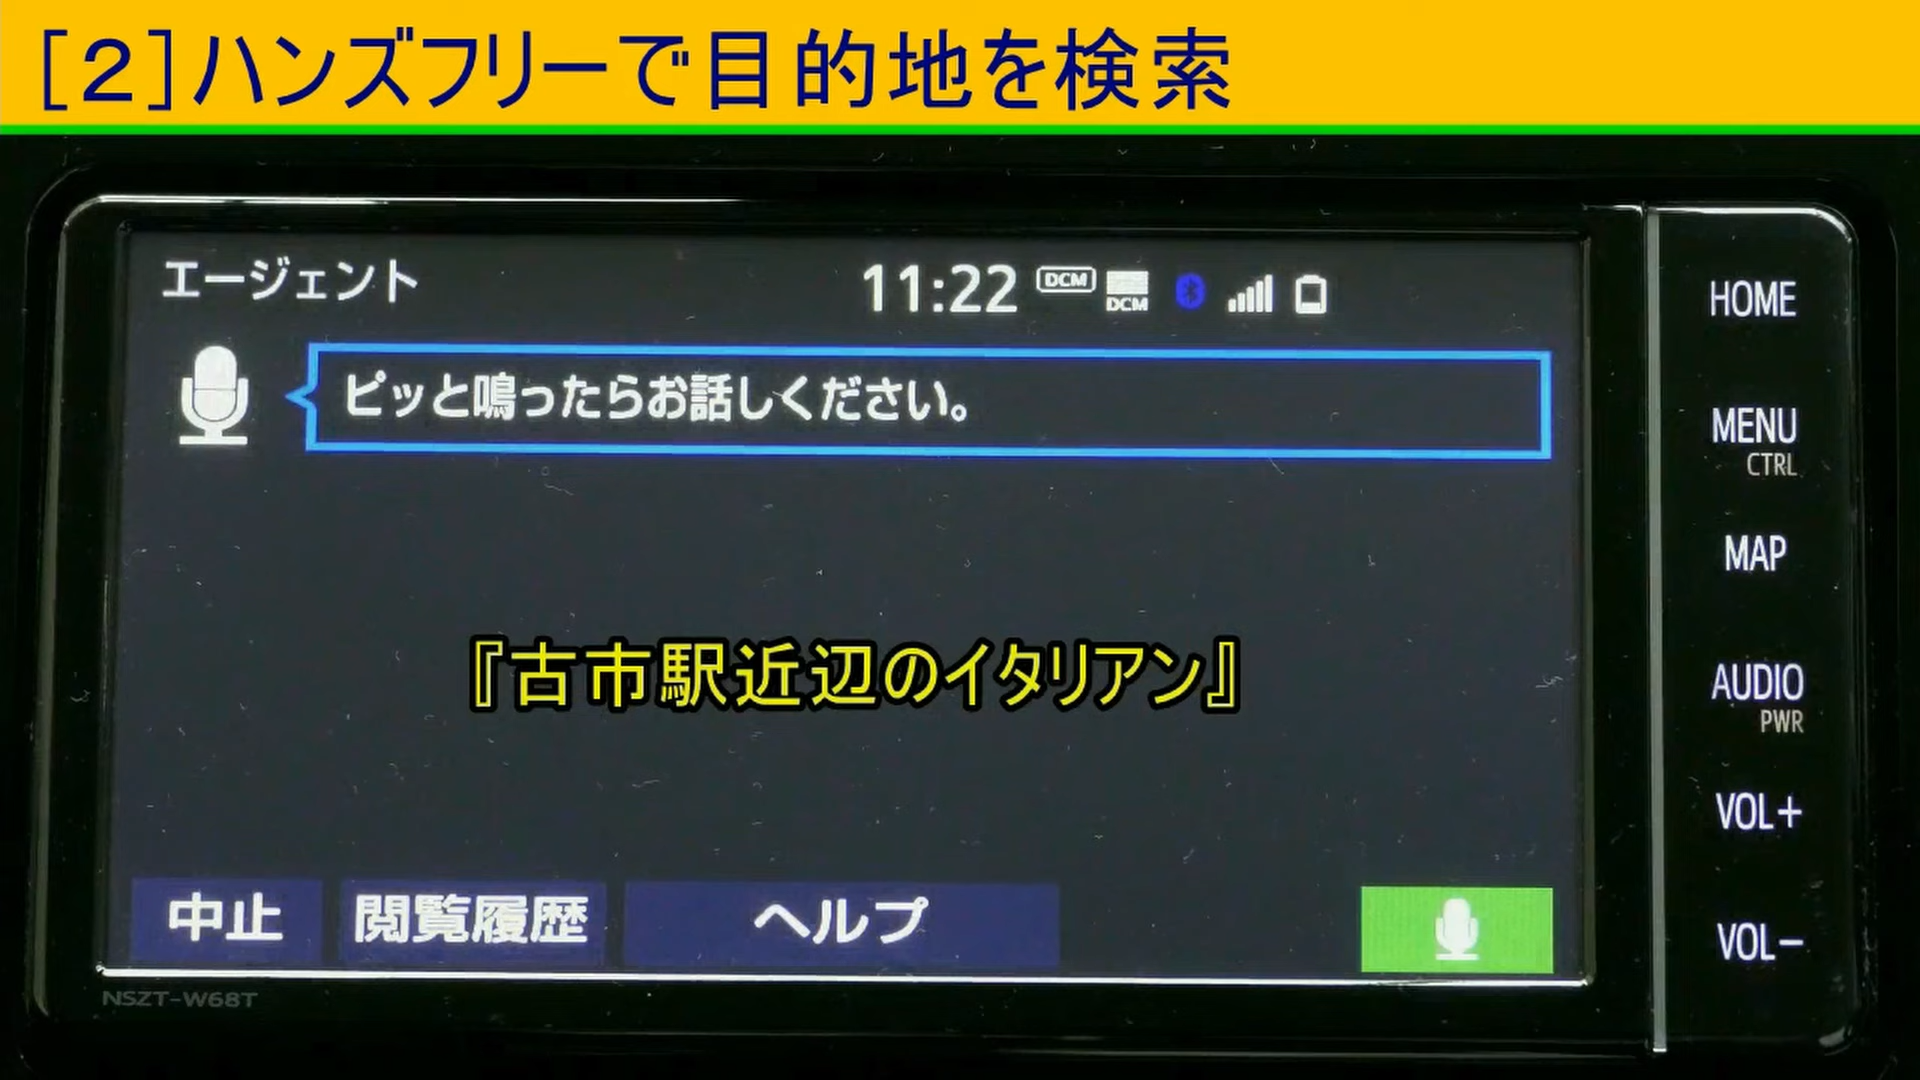 [2]ハンズフリーで目的地を検索
エージェント
11:22
DCM
DCM
ピッと鳴ったらお話しください。
『古市駅近辺のイタリアン』
中止
閲覧履歴
ヘルプ
NSZT-W68T
HOME
MENU
CTRL
MAP
AUDIO
PWR
VOL+
VOL-